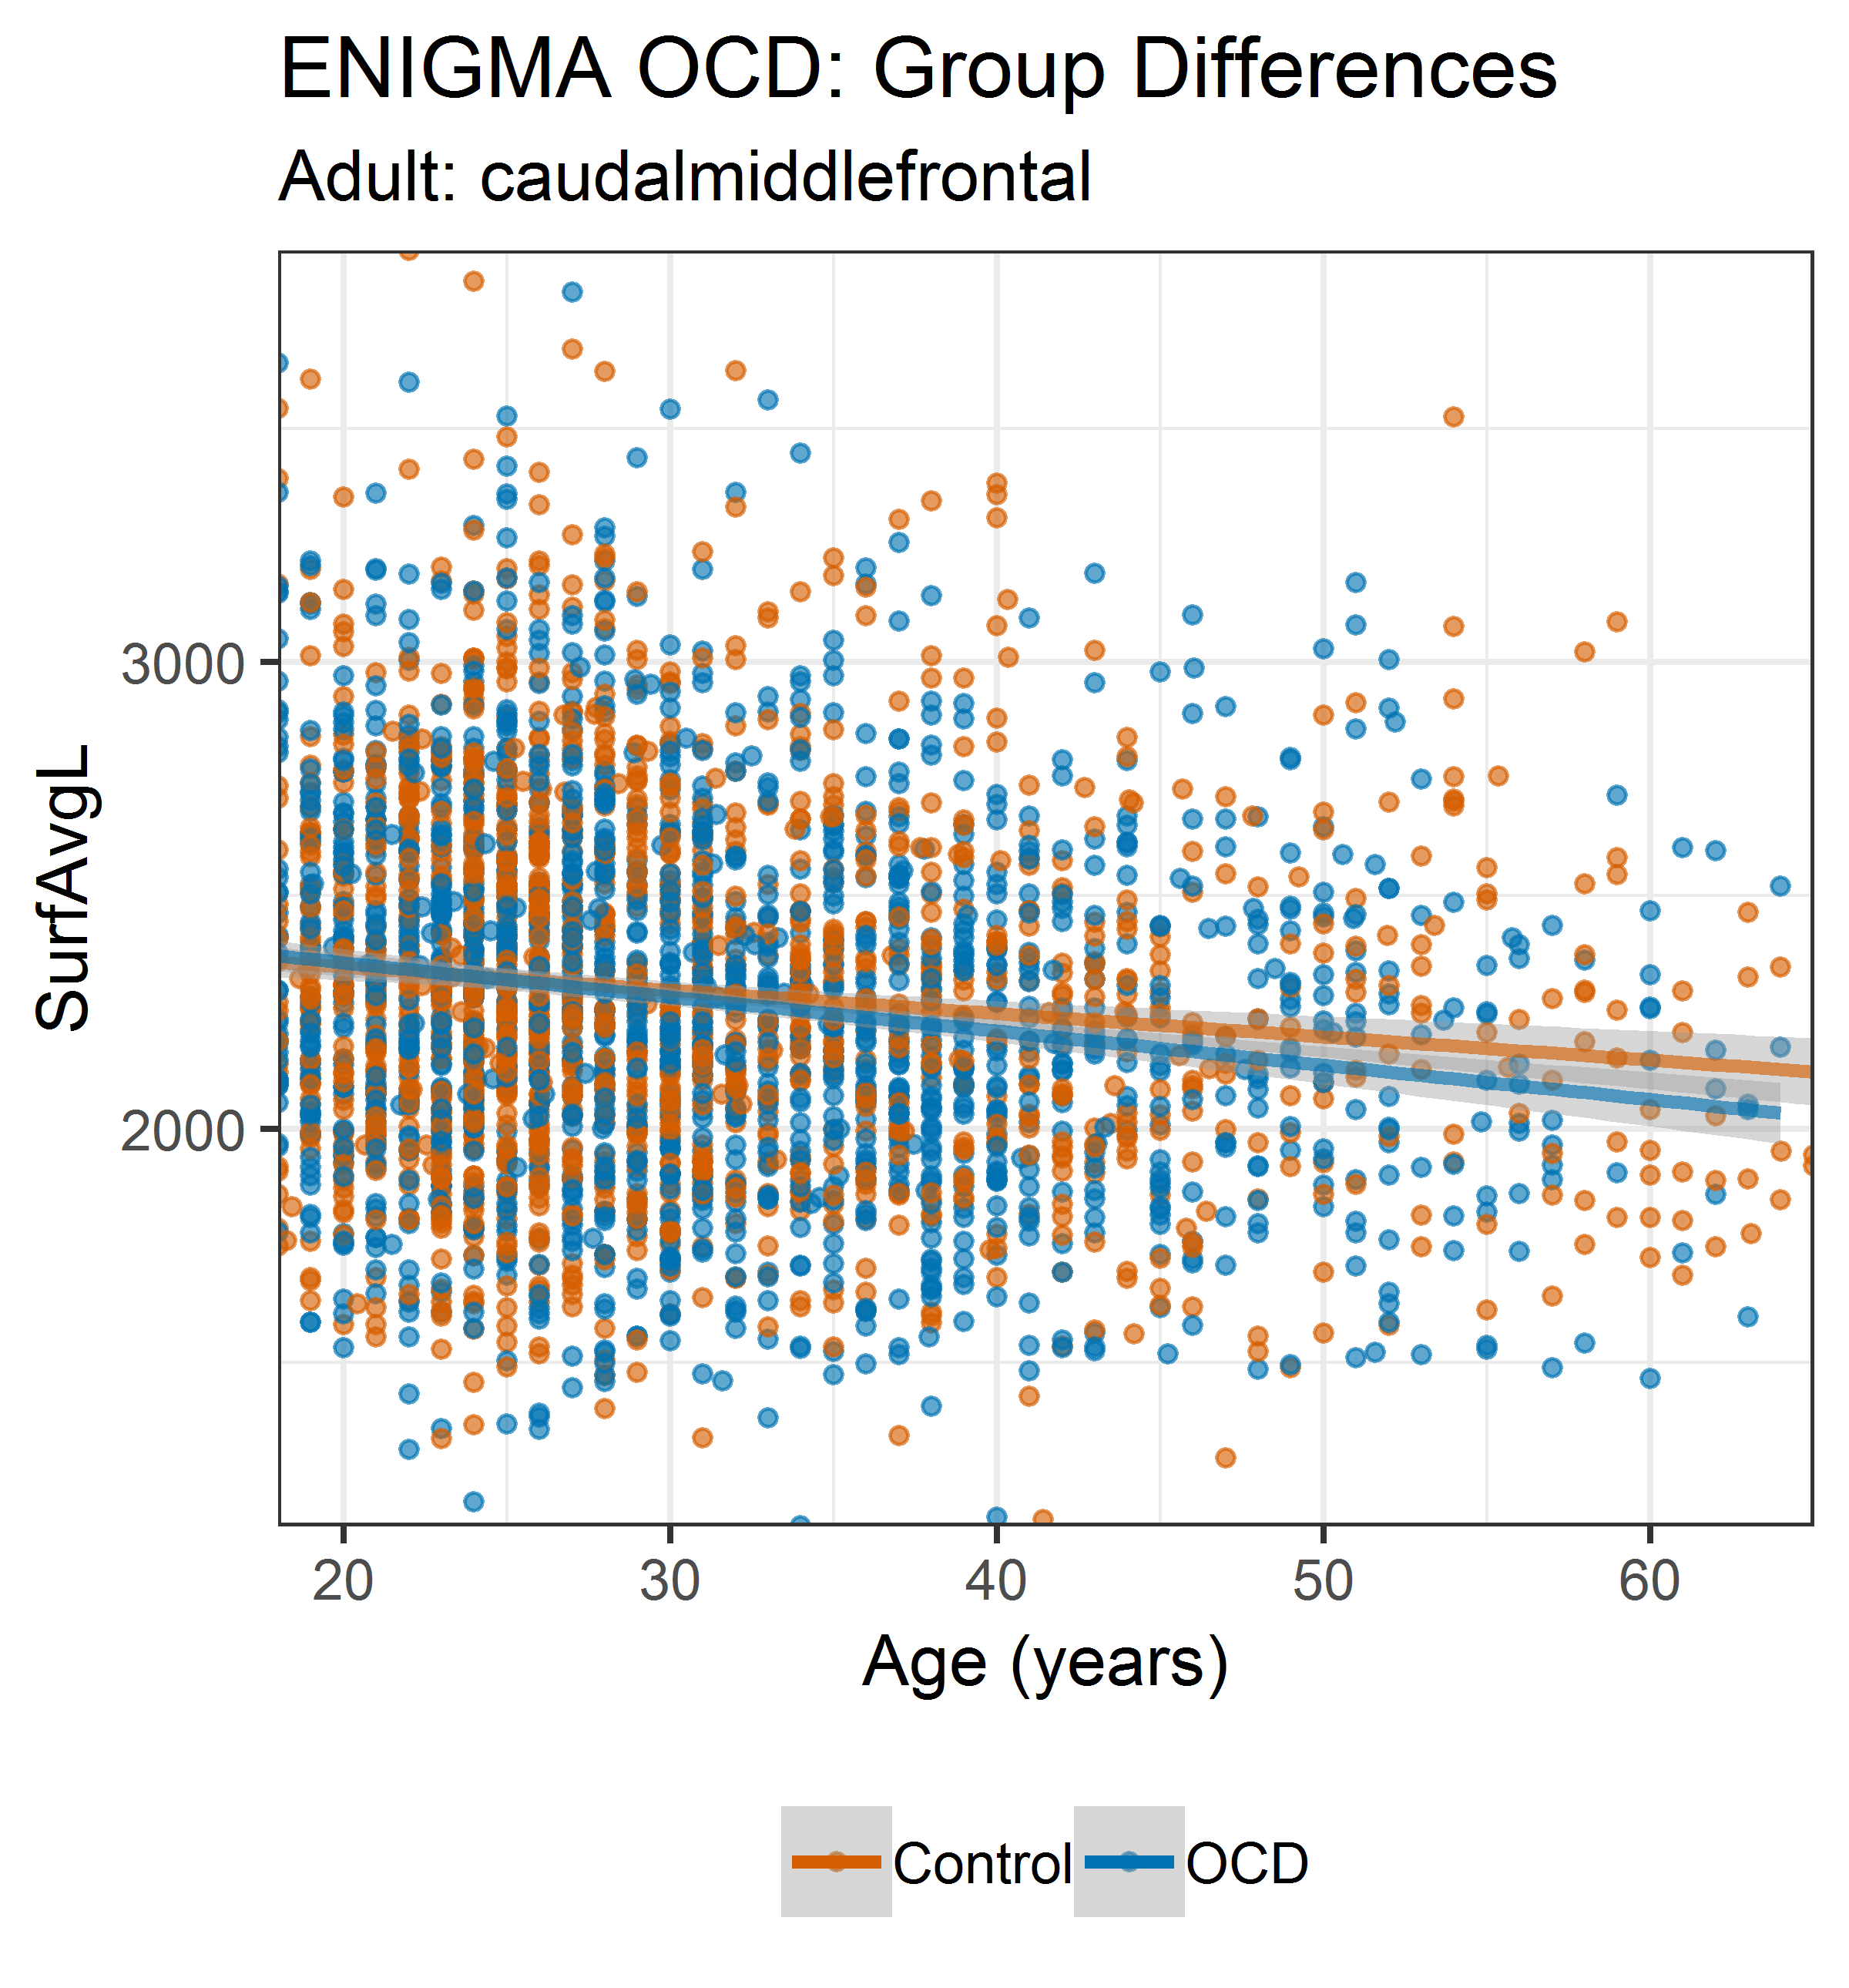 ENIGMA OCD: Group Differences
Adult: caudalmiddlefrontal
SurfAvgL
3000
2000
20 30 40 50 60
Age (years)
Control OCD